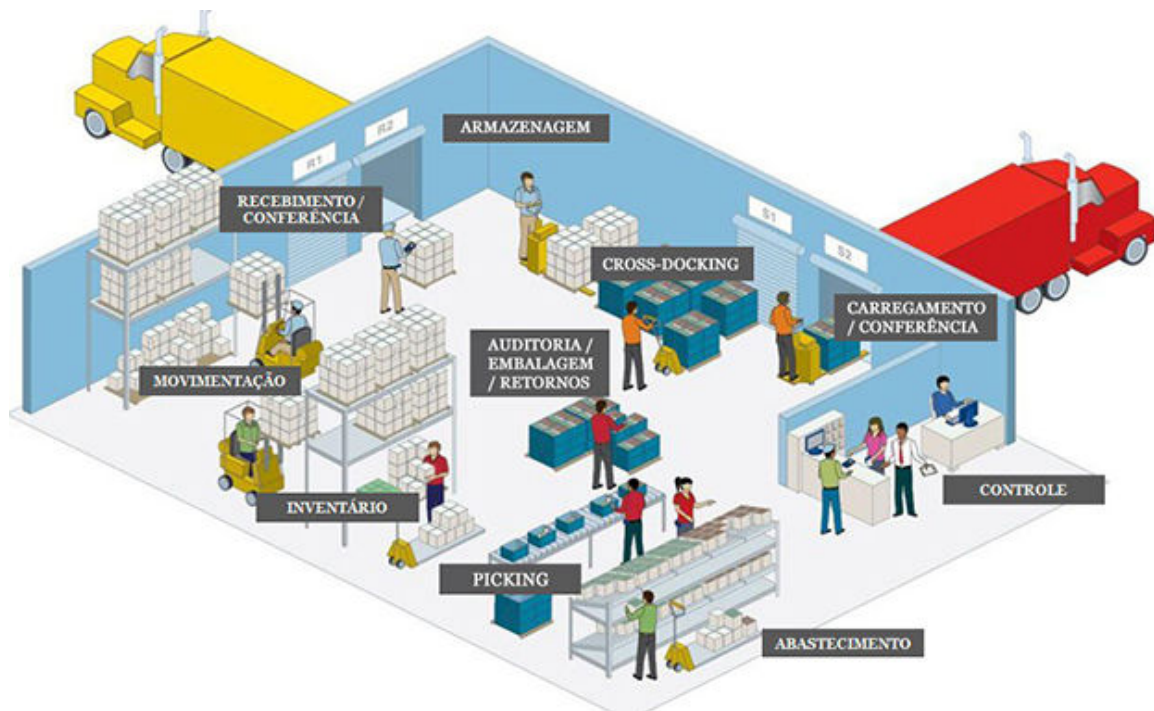 ARMAZENAGEM
R2
R1
RECEBIMENTO /
CONFERÊNCIA
S1
S2
CROSS-DOCKING
CARREGAMENTO
/ CONFERÊNCIA
AUDITORIA /
EMBALAGEM
/ RETORNOS
MOVIMENTAÇÃO
INVENTÁRIO
CONTROLE
PICKING
ABASTECIMENTO